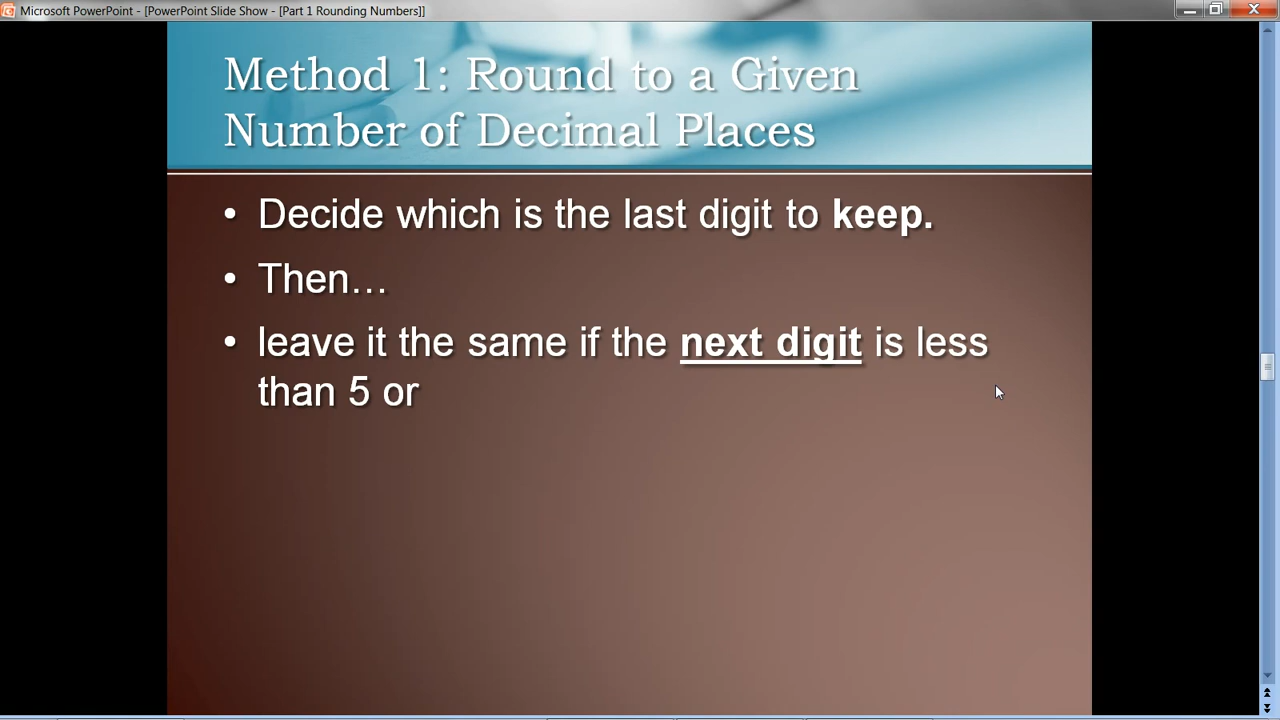 Microsoft PowerPoint - [PowerPoint Slide Show - [Part 1 Rounding Numbers]]
Method 1: Round to a Given
Number of Decimal Places
• Decide which is the last digit to keep.
• Then…
• leave it the same if the next digit is less
than 5 or